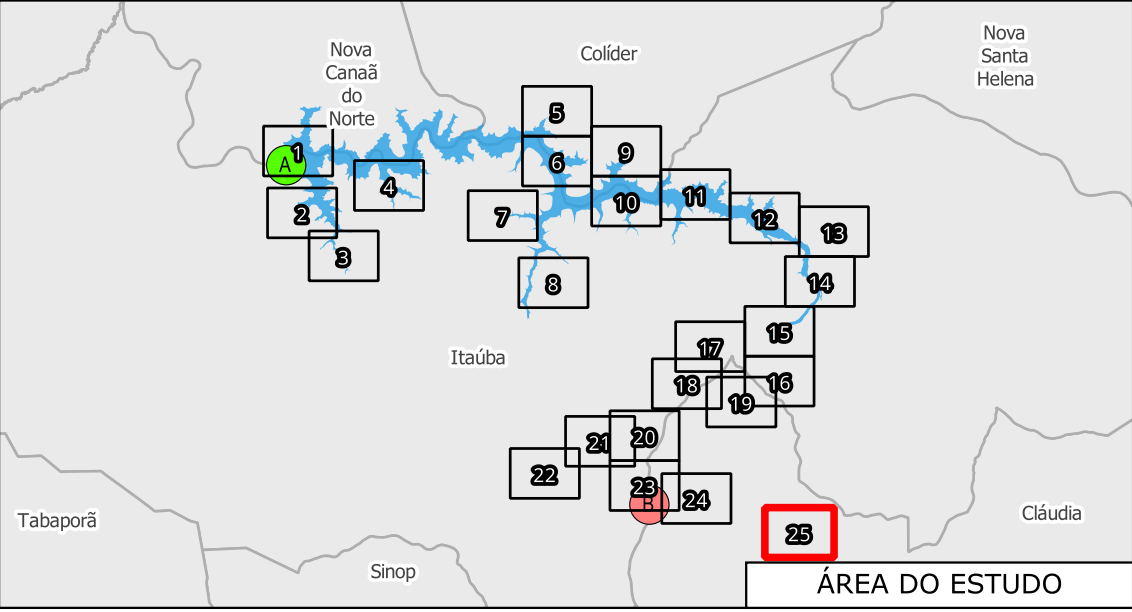 Nova
Canaã
do
Norte
Colíder
Nova
Santa
Helena
5
1
A
6
9
4
2
7
10
11
12
13
3
8
14
15
Itaúba
17
18
16
19
21
20
22
23
B
24
Tabaporã
Cláudia
25
Sinop
ÁREA DO ESTUDO